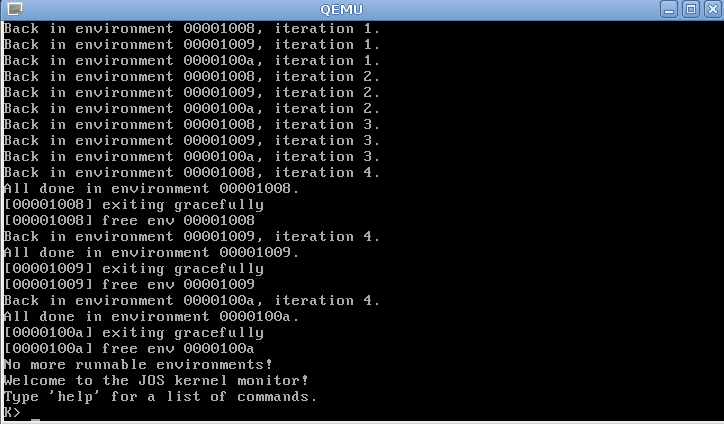 QEMU
Back in environment 00001008, iteration 1.
Back in environment 00001009, iteration 1.
Back in environment 0000100a, iteration 1.
Back in environment 00001008, iteration 2.
Back in environment 00001009, iteration 2.
Back in environment 0000100a, iteration 2.
Back in environment 00001008, iteration 3.
Back in environment 00001009, iteration 3.
Back in environment 0000100a, iteration 3.
Back in environment 00001008, iteration 4.
All done in environment 00001008.
[00001008] exiting gracefully
[00001008] free env 00001008
Back in environment 00001009, iteration 4.
All done in environment 00001009.
[00001009] exiting gracefully
[00001009] free env 00001009
Back in environment 0000100a, iteration 4.
All done in environment 0000100a.
[0000100a] exiting gracefully
[0000100a] free env 0000100a
No more runnable environments!
Welcome to the JOS kernel monitor!
Type 'help' for a list of commands.
K> _